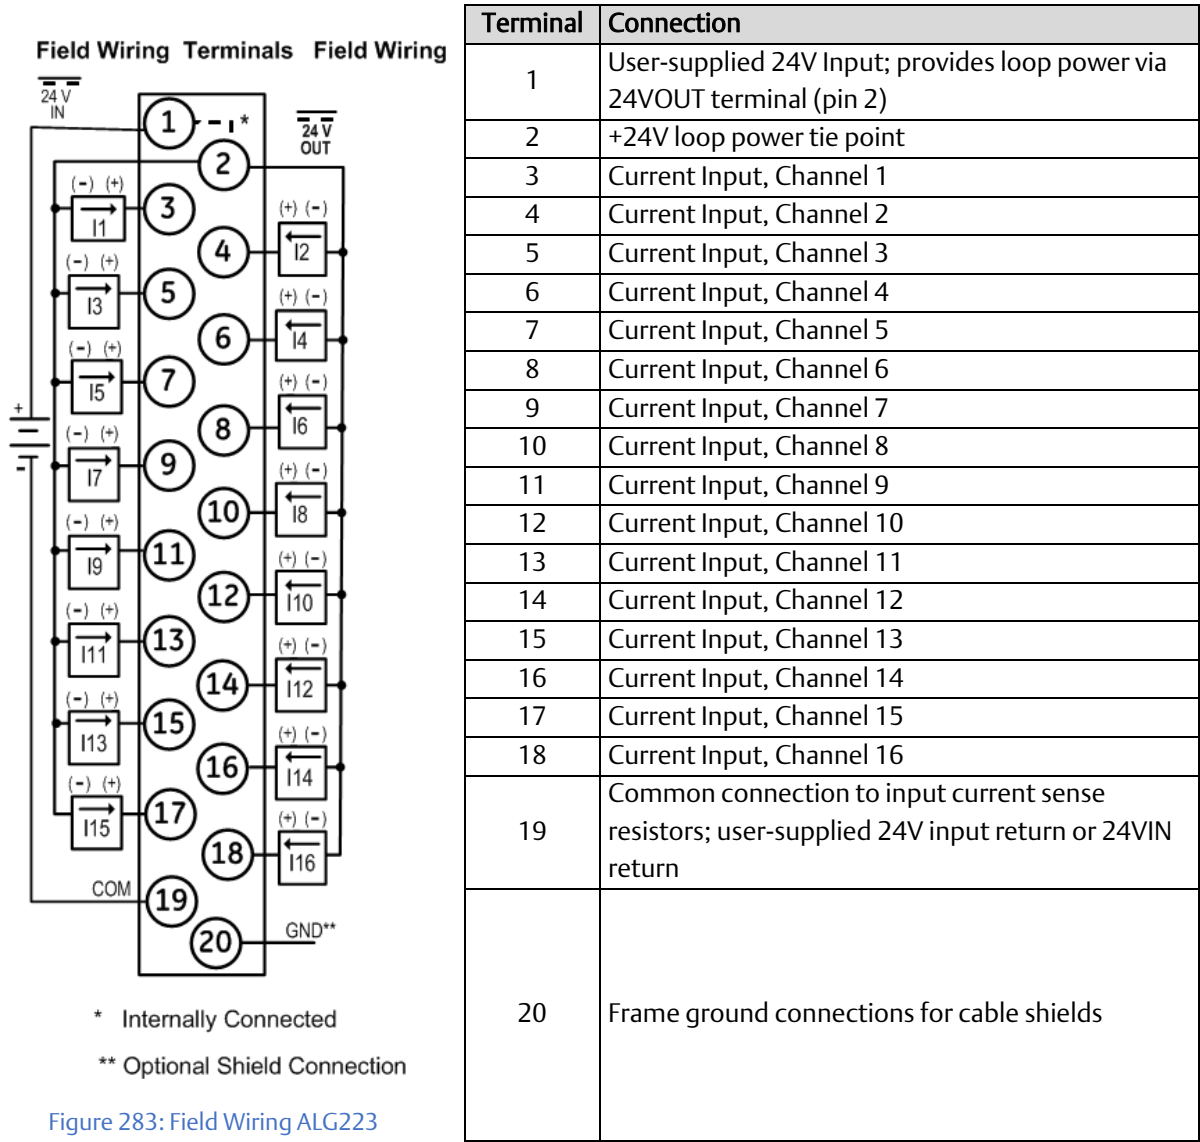 Field Wiring Terminals Field Wiring
24 V
IN
1
*
24 V
OUT
2
(-) (+)
I1
3
(+) (-)
I2
4
(-) (+)
I3
5
(+) (-)
I4
6
(-) (+)
I5
7
(+) (-)
I6
8
+
-
(-) (+)
I7
9
(+) (-)
I8
10
(-) (+)
I9
11
(+) (-)
I10
12
(-) (+)
I11
13
(+) (-)
I12
14
(-) (+)
I13
15
(+) (-)
I14
16
(-) (+)
I15
17
(+) (-)
I16
18
COM
19
20
GND**
* Internally Connected
** Optional Shield Connection
Figure 283: Field Wiring ALG223
Terminal Connection
1 User-supplied 24V Input; provides loop power via
24VOUT terminal (pin 2)
2 +24V loop power tie point
3 Current Input, Channel 1
4 Current Input, Channel 2
5 Current Input, Channel 3
6 Current Input, Channel 4
7 Current Input, Channel 5
8 Current Input, Channel 6
9 Current Input, Channel 7
10 Current Input, Channel 8
11 Current Input, Channel 9
12 Current Input, Channel 10
13 Current Input, Channel 11
14 Current Input, Channel 12
15 Current Input, Channel 13
16 Current Input, Channel 14
17 Current Input, Channel 15
18 Current Input, Channel 16
Common connection to input current sense
19 resistors; user-supplied 24V input return or 24VIN
return
20 Frame ground connections for cable shields